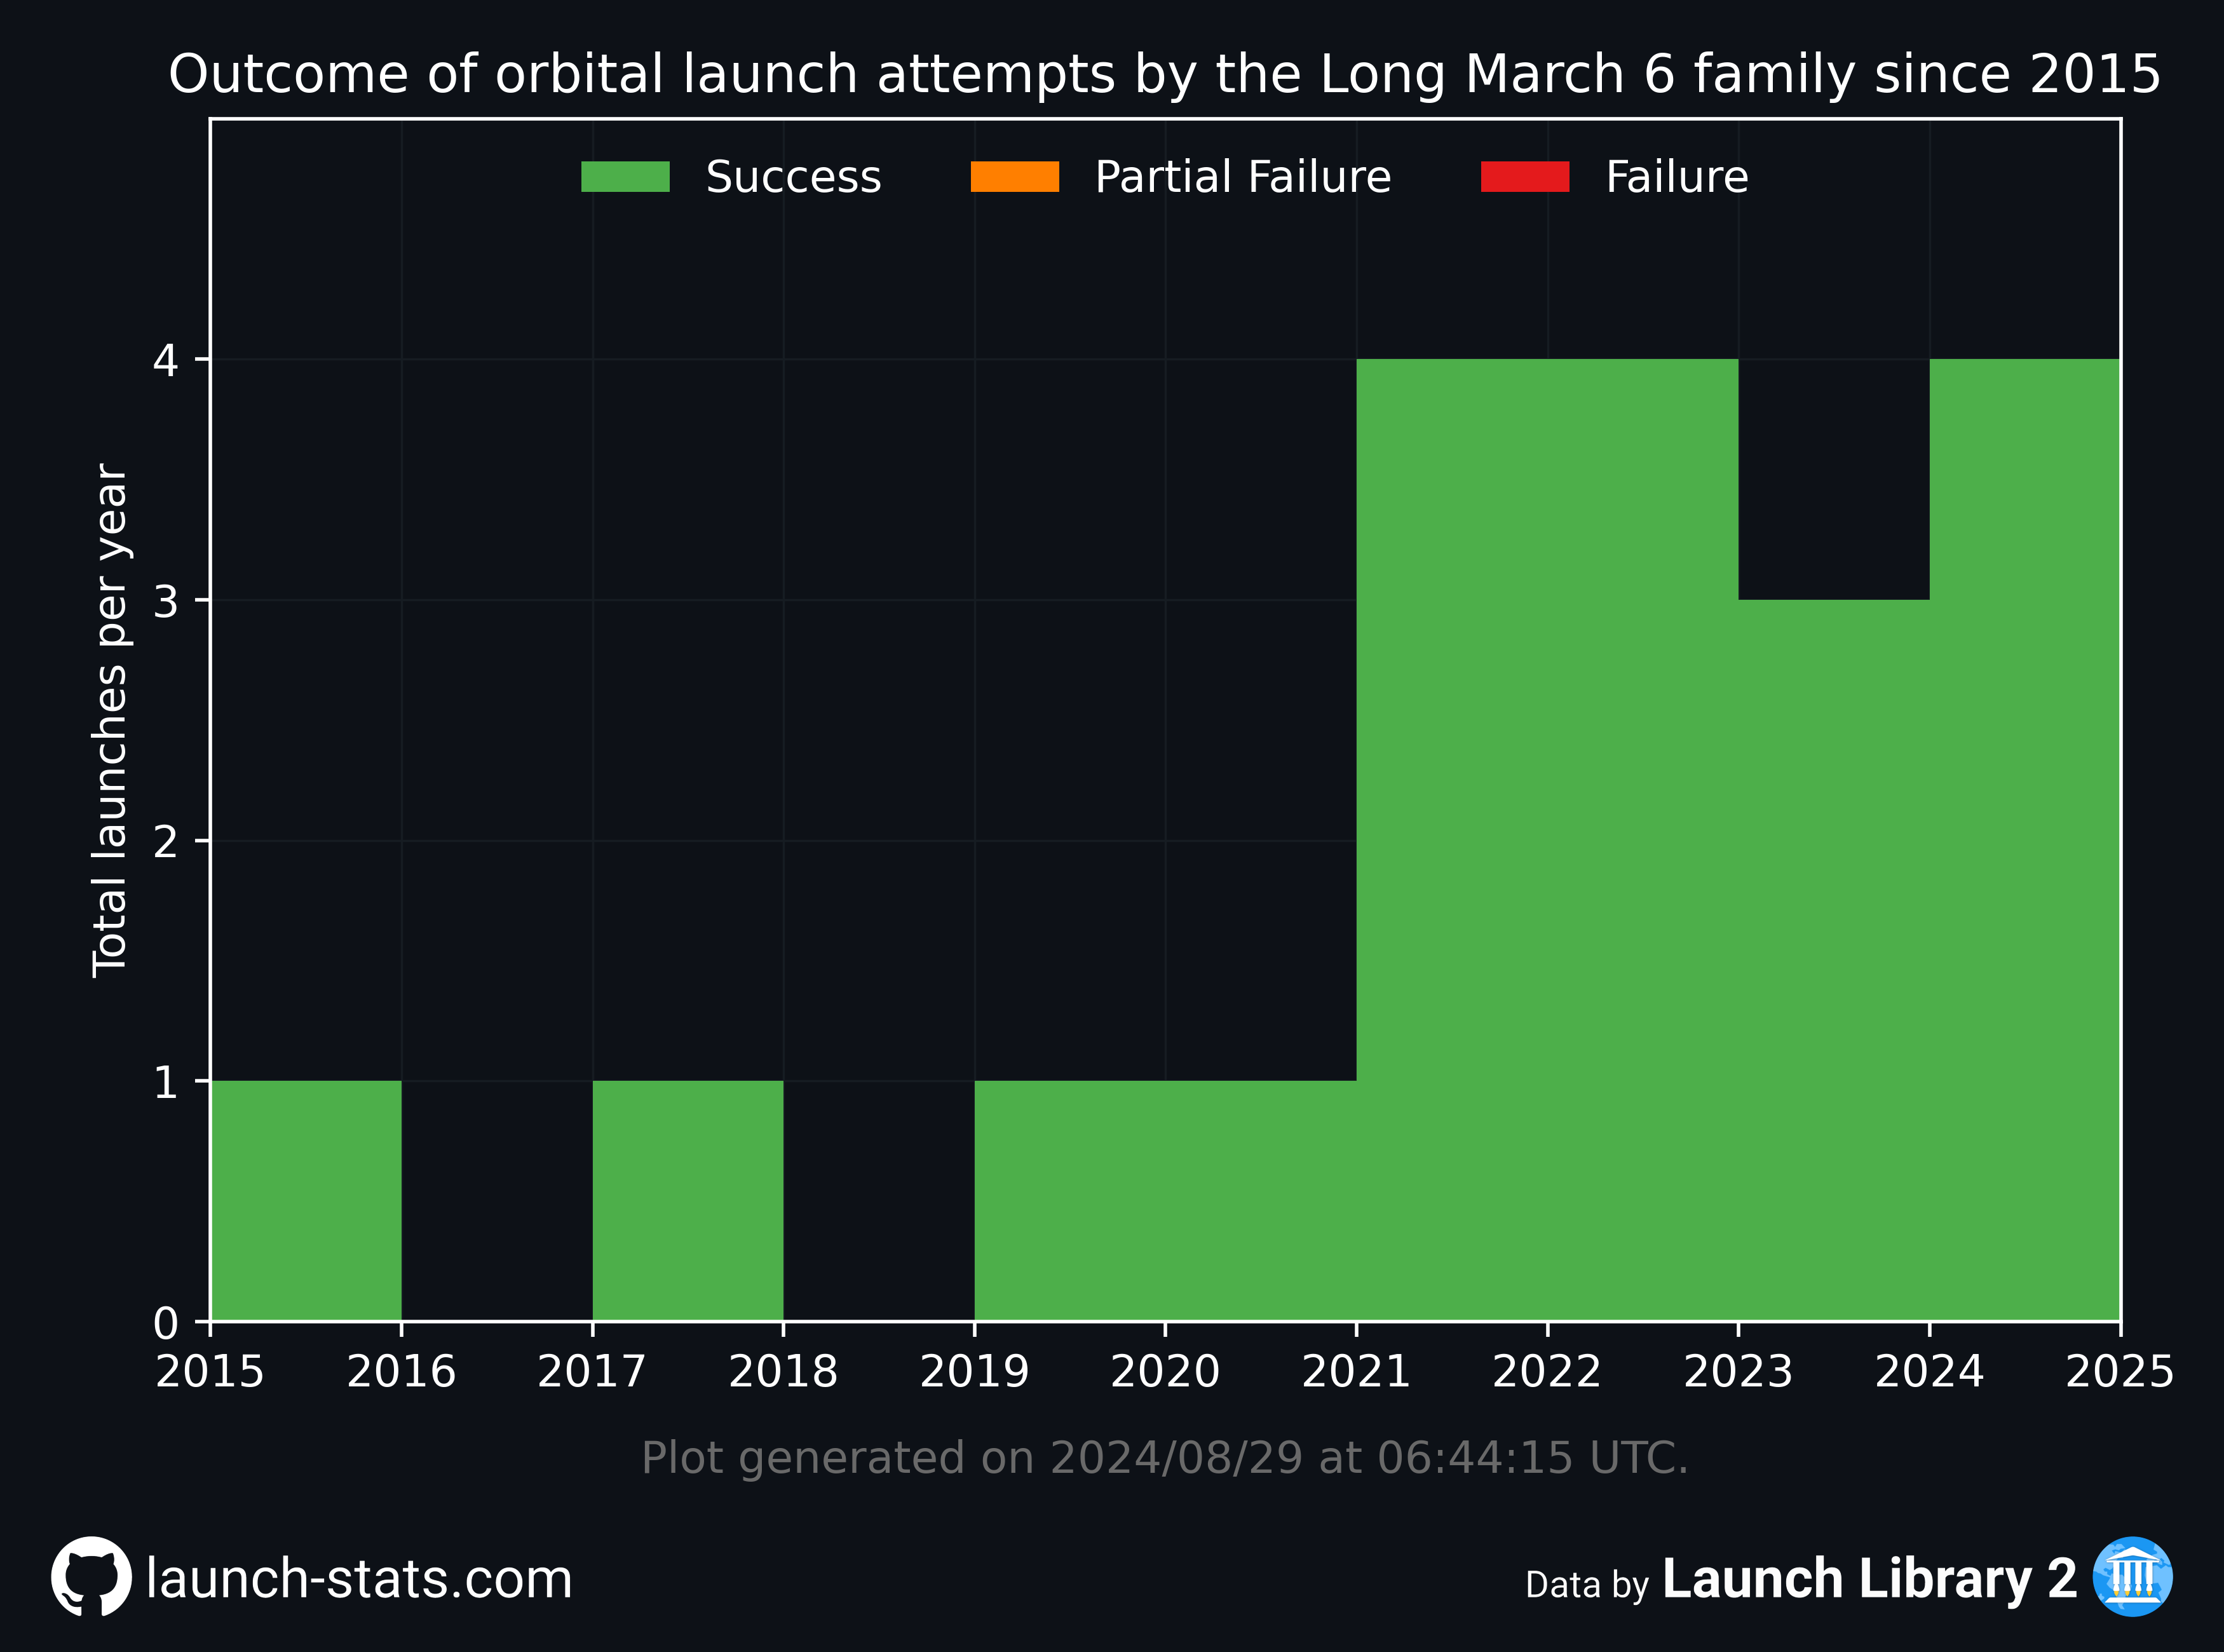 Outcome of orbital launch attempts by the Long March 6 family since 2015
Success Partial Failure Failure
Total launches per year
4
3
2
1
0
2015 2016 2017 2018 2019 2020 2021 2022 2023 2024 2025
Plot generated on 2024/08/29 at 06:44:15 UTC.
launch-stats.com
Data by Launch Library 2